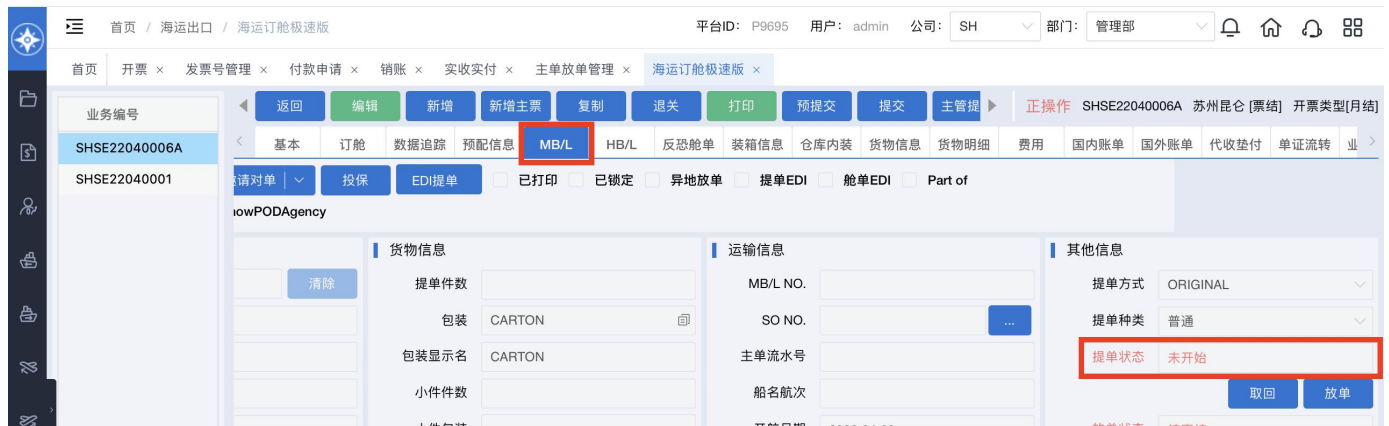 首页 / 海运出口 / 海运订舱极速版 平台ID: P9695 用户: admin 公司: SH 部门: 管理部
首页 开票 × 发票号管理 × 付款申请 × 销账 × 实收实付 × 主单放单管理 × 海运订舱极速版 ×
业务编号
SHSE22040006A
SHSE22040001
返回 编辑 新增 新增主票 复制 退关 打印 预提交 提交 主管提 正操作 SHSE22040006A 苏州昆仑 [票结] 开票类型[月结]
基本 订舱 数据追踪 预配信息 MB/L HB/L 反恐舱单 装箱信息 仓库内装 货物信息 货物明细 费用 国内账单 国外账单 代收垫付 单证流转
请对单 投保 EDI提单 已打印 已锁定 异地放单 提单EDI 舱单EDI Part of
owPODAgency
货物信息 运输信息 其他信息
清除 提单件数 MB/L NO. 提单方式 ORIGINAL
包装 CARTON SO NO. ... 提单种类 普通
包装显示名 CARTON 主单流水号 提单状态 未开始
小件件数 船名航次 取回 放单